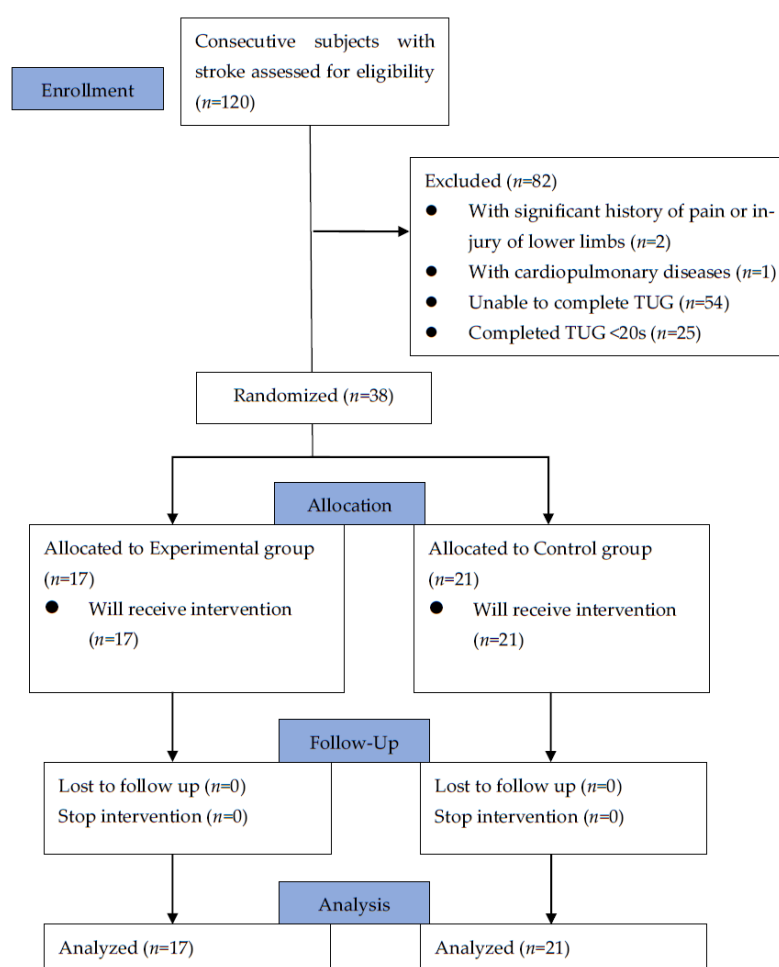 Consecutive subjects with
stroke assessed for eligibility
(n=120)
Enrollment
Excluded (n=82)
● With significant history of pain or in-
jury of lower limbs (n=2)
● With cardiopulmonary diseases (n=1)
● Unable to complete TUG (n=54)
● Completed TUG <20s (n=25)
Randomized (n=38)
Allocation
Allocated to Experimental group
(n=17)
● Will receive intervention
(n=17)
Allocated to Control group
(n=21)
● Will receive intervention
(n=21)
Follow-Up
Lost to follow up (n=0)
Stop intervention (n=0)
Lost to follow up (n=0)
Stop intervention (n=0)
Analysis
Analyzed (n=17)
Analyzed (n=21)